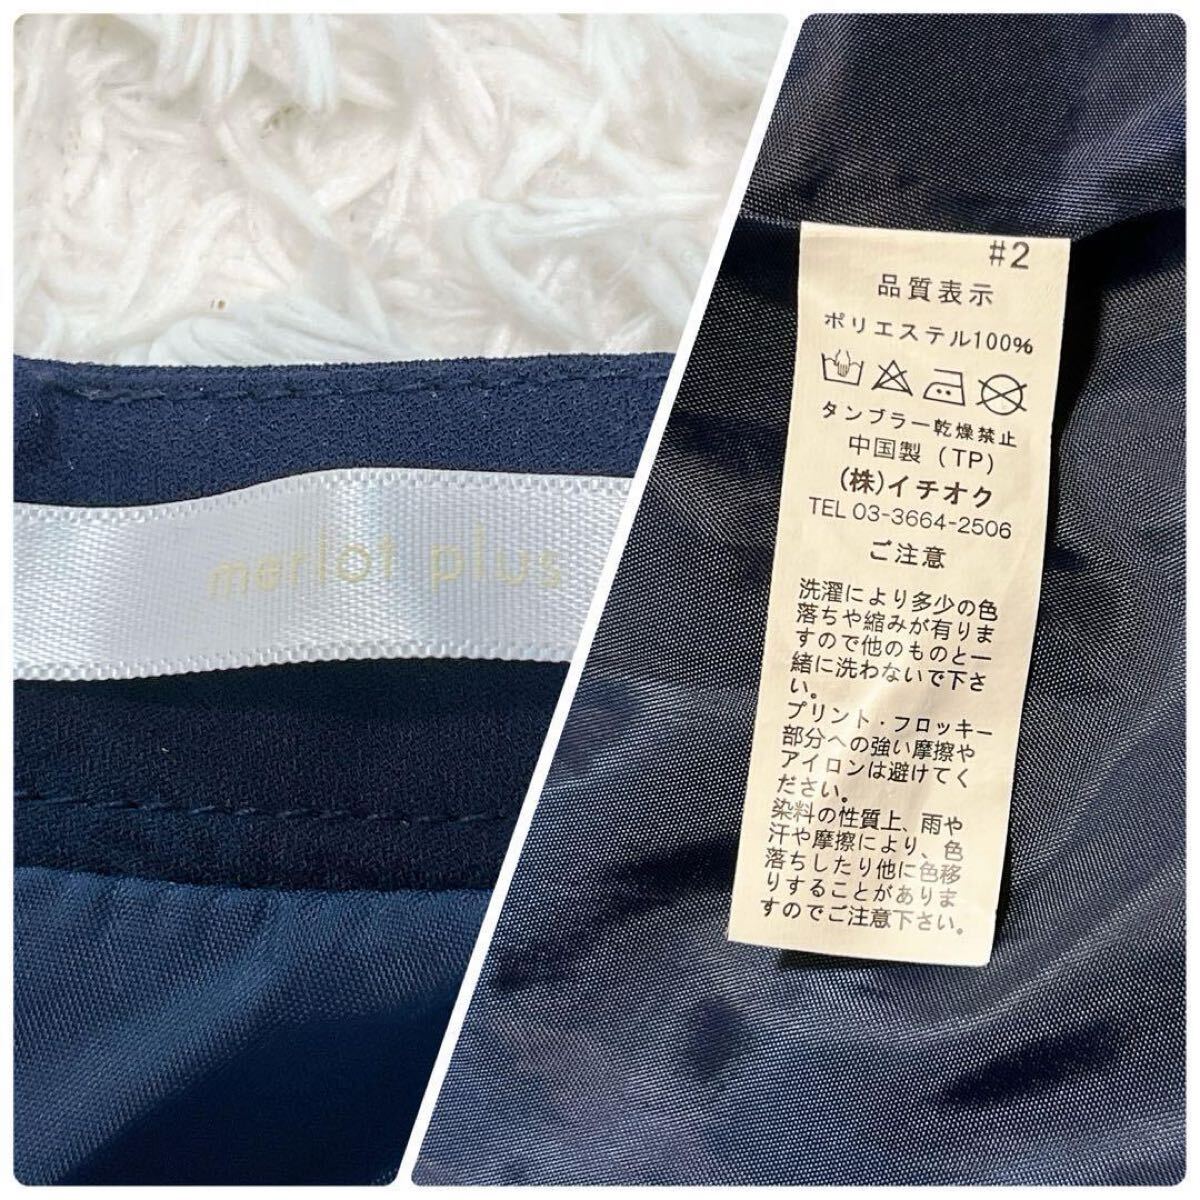 merlot plus
#2
品質表示
ポリエステル100%
タンブラー乾燥禁止
中国製 (TP)
(株)イチオク
TEL 03-3664-2506
ご注意
洗濯により多少の色
落ちや縮みが有りま
すので他のものと一
緒に洗わないで下さ
い。
プリント・フロッキー
部分への強い摩擦や
アイロンは避けてく
ださい。
染料の性質上、雨や
汗や摩擦により、色
落ちしたり他に色移
りすることがありま
すのでご注意下さい。